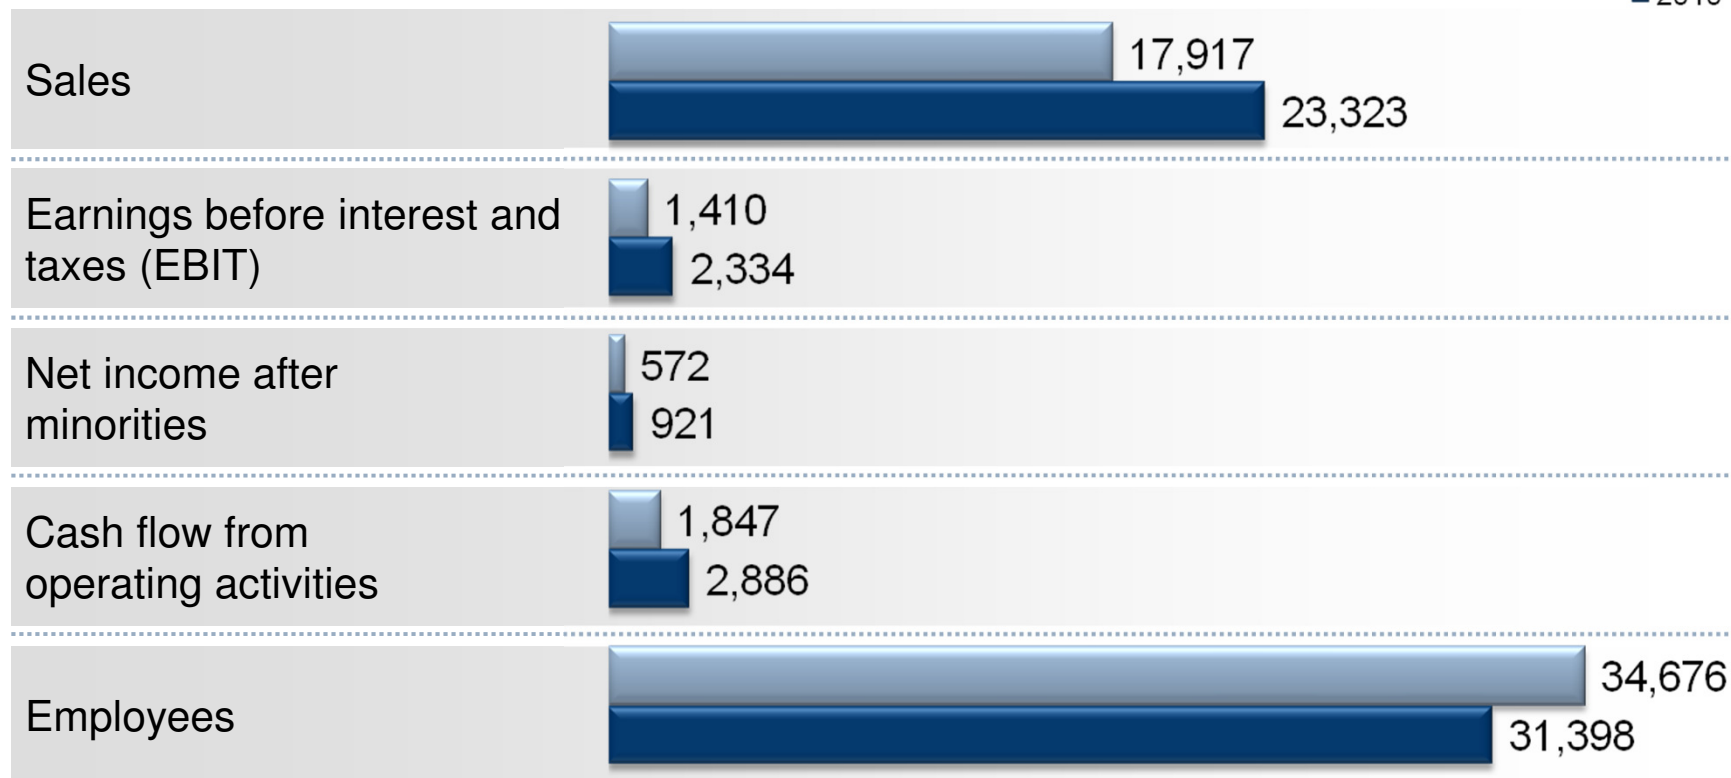 Sales
17,917
23,323
Earnings before interest and
taxes (EBIT)
1,410
2,334
Net income after
minorities
572
921
Cash flow from
operating activities
1,847
2,886
Employees
34,676
31,398